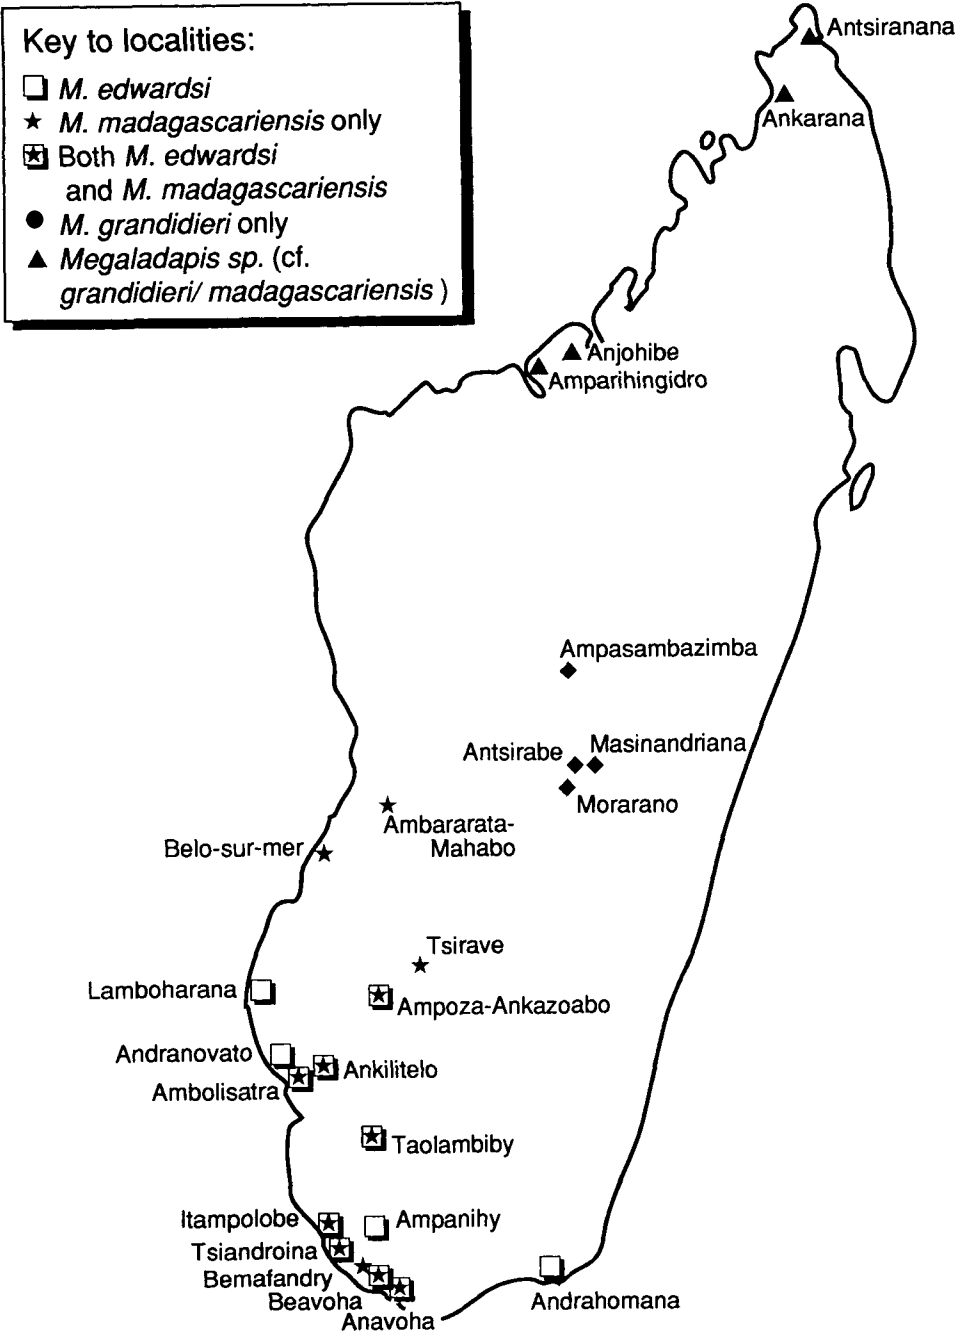 Key to localities:
M. edwardsi
M. madagascariensis only
Both M. edwardsi
and M. madagascariensis
M. grandidieri only
Megaladapis sp. (cf.
grandidieri/ madagascariensis )
Antsiranana
Ankarana
Anjohibe
Amparihingidro
Ampasambazimba
Antsirabe
Masinandriana
Morarano
Ambararata-
Mahabo
Belo-sur-mer
Tsirave
Lamboharana
Ampoza-Ankazoabo
Andranovato
Ankilitelo
Ambolisatra
Taolambiby
Itampolobe
Ampanihy
Tsiandroina
Bemafandry
Beavoha
Anavoha
Andrahomana